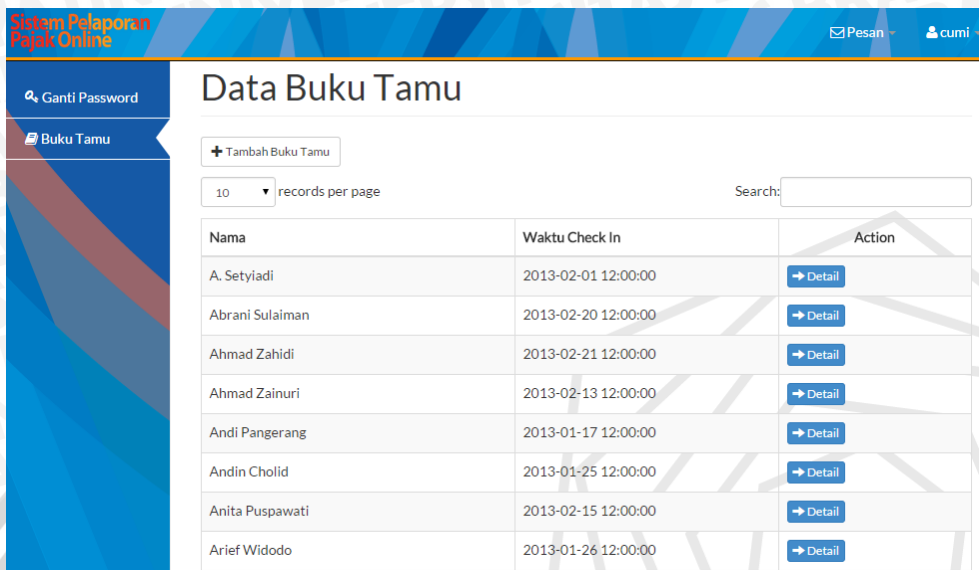 Sistem Pelaporan
Pajak Online
Pesan
cumi
Ganti Password
Buku Tamu
Data Buku Tamu
Tambah Buku Tamu
10 records per page
Search:
Nama Waktu Check In Action
A. Setyiadi 2013-02-01 12:00:00 Detail
Abrani Sulaiman 2013-02-20 12:00:00 Detail
Ahmad Zahidi 2013-02-21 12:00:00 Detail
Ahmad Zainuri 2013-02-13 12:00:00 Detail
Andi Pangerang 2013-01-17 12:00:00 Detail
Andin Cholid 2013-01-25 12:00:00 Detail
Anita Puspawati 2013-02-15 12:00:00 Detail
Arief Widodo 2013-01-26 12:00:00 Detail